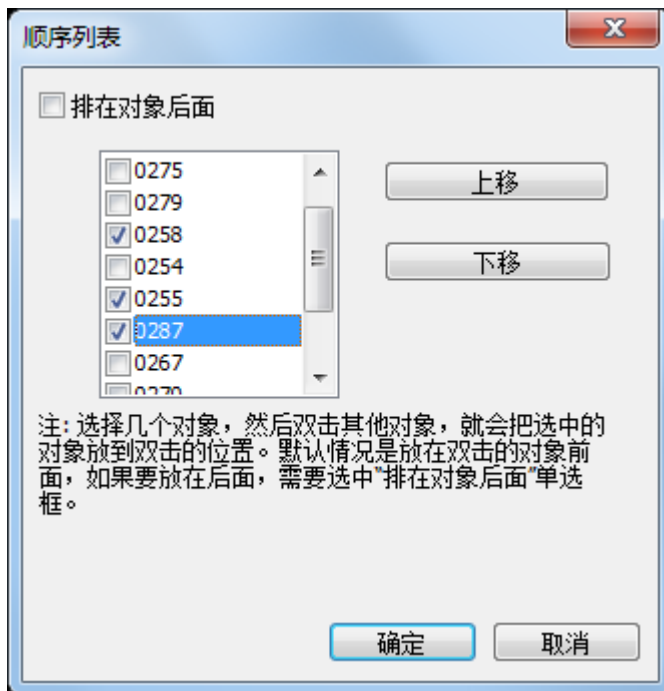 顺序列表
排在对象后面
0275
0279
0258
0254
0255
0287
0267
上移
下移
注: 选择几个对象，然后双击其他对象，就会把选中的
对象放到双击的位置。默认情况是放在双击的对象前
面，如果要放在后面，需要选中"排在对象后面"单选
框。
确定
取消